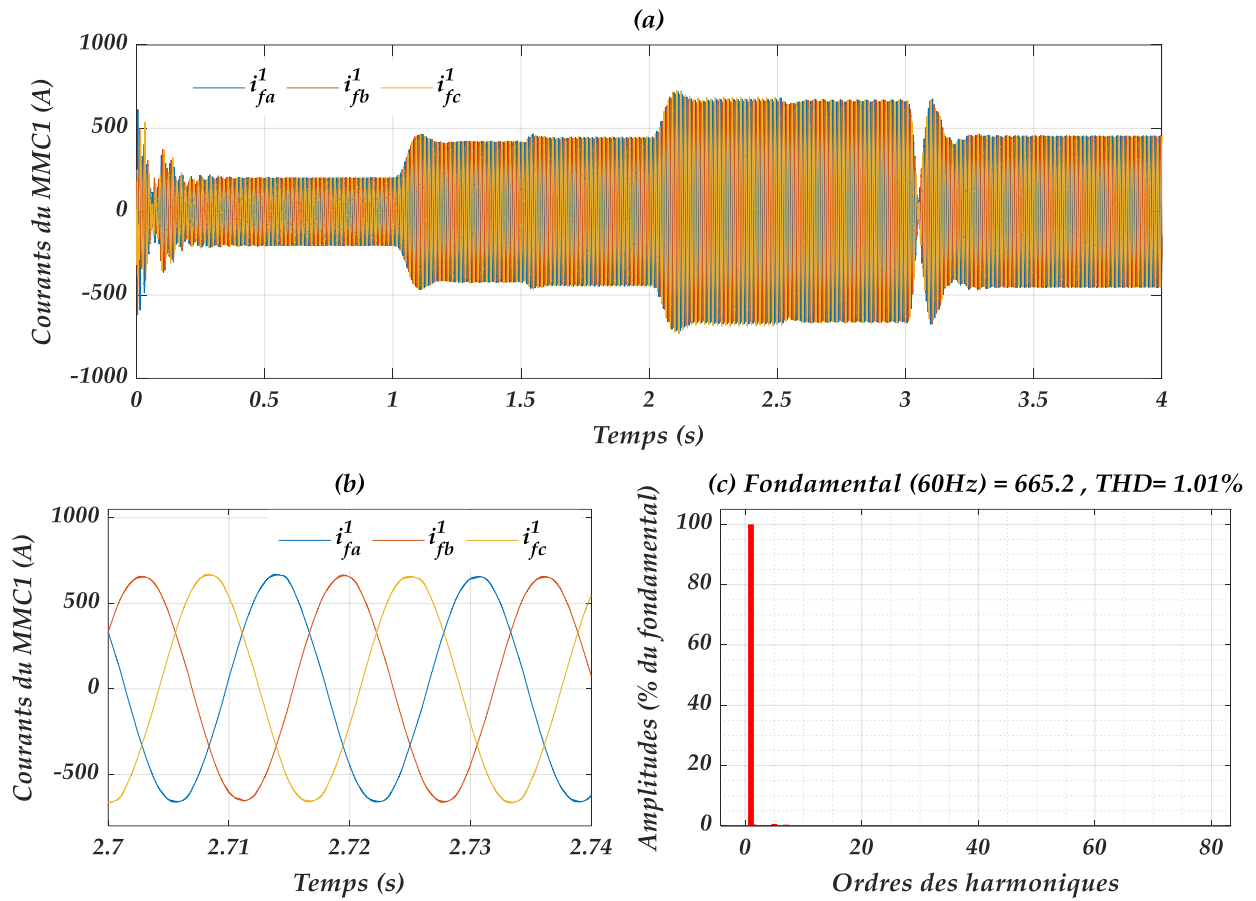 (a)
Courants du MMC1 (A)
1000
500
0
-500
-1000
i¹fa i¹fb i¹fc
0 0.5 1 1.5 2 2.5 3 3.5 4
Temps (s)
(b)
Courants du MMC1 (A)
1000
500
0
-500
i¹fa i¹fb i¹fc
2.7 2.71 2.72 2.73 2.74
Temps (s)
(c) Fondamental (60Hz) = 665.2 , THD= 1.01%
Amplitudes (% du fondamental)
100
80
60
40
20
0
0 20 40 60 80
Ordres des harmoniques